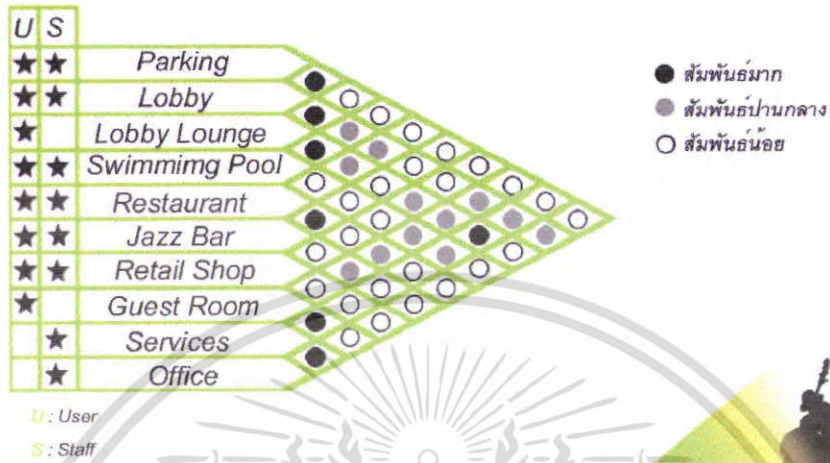 U S
Parking
Lobby
Lobby Lounge
Swimmimg Pool
Restaurant
Jazz Bar
Retail Shop
Guest Room
Services
Office
U : User
S : Staff
สัมพันธ์มาก
สัมพันธ์ปานกลาง
สัมพันธ์น้อย